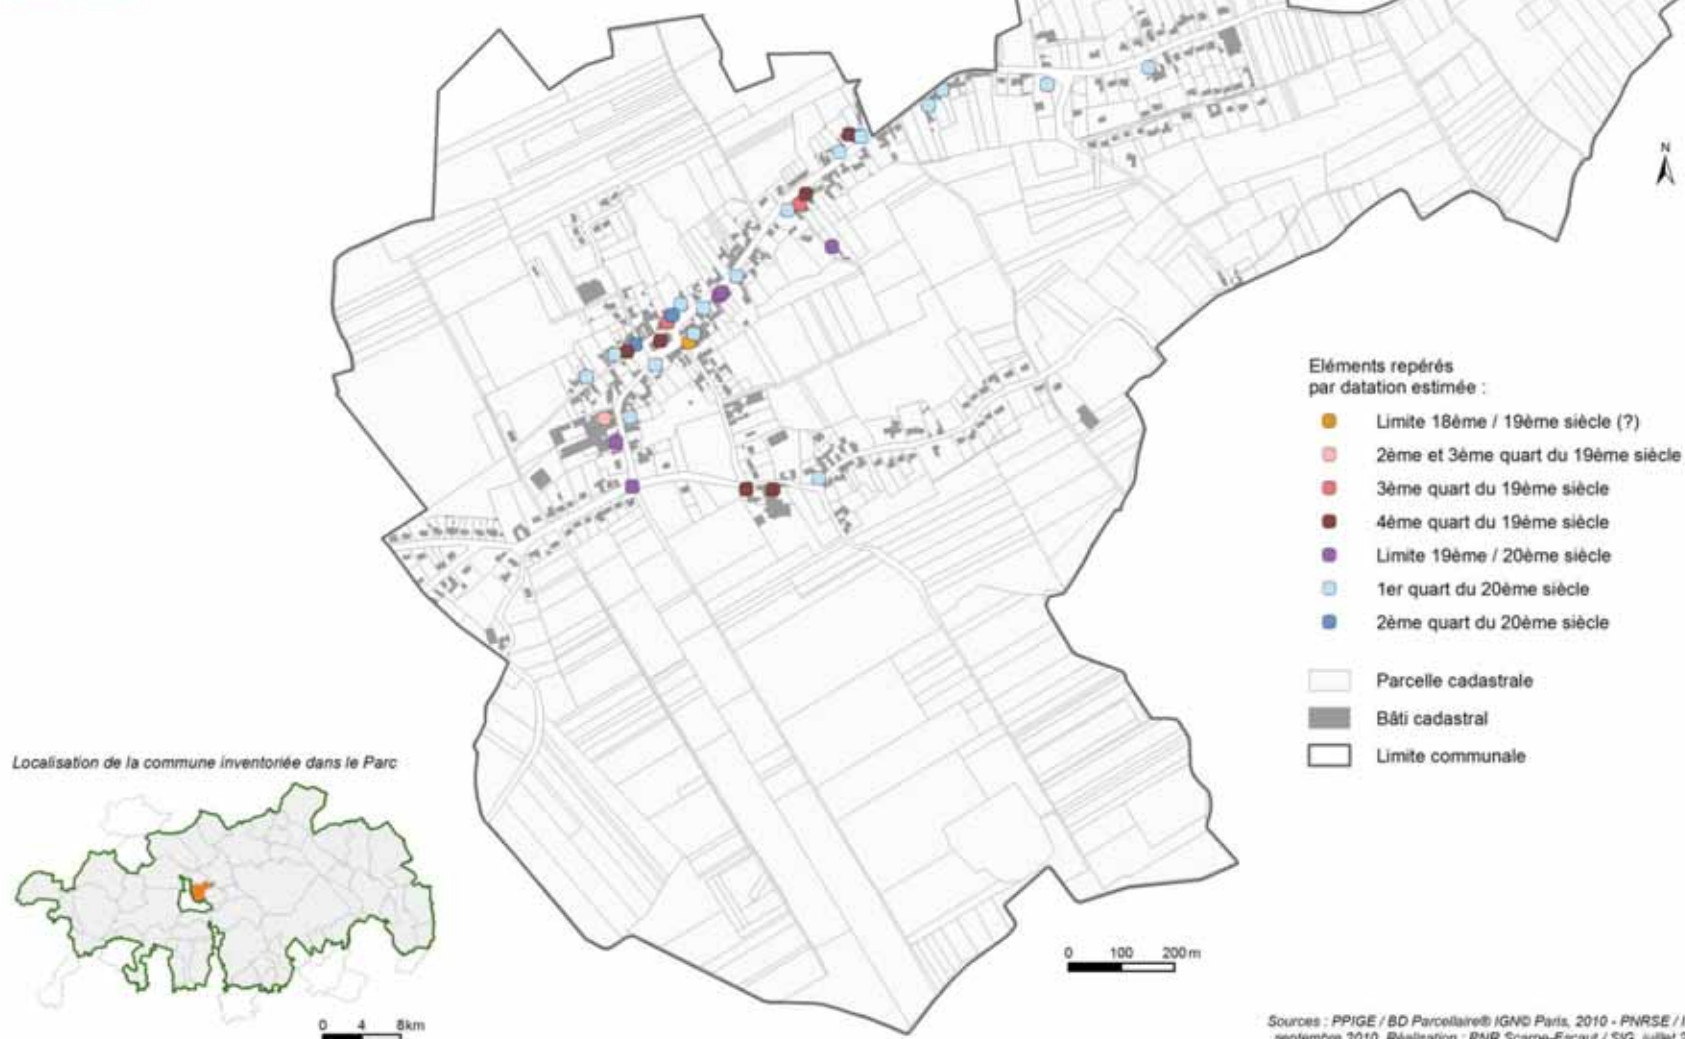 N
Eléments repérés
par datation estimée :
Limite 18ème / 19ème siècle (?)
2ème et 3ème quart du 19ème siècle
3ème quart du 19ème siècle
4ème quart du 19ème siècle
Limite 19ème / 20ème siècle
1er quart du 20ème siècle
2ème quart du 20ème siècle
Parcelle cadastrale
Bâti cadastral
Limite communale
Localisation de la commune inventoriée dans le Parc
0 100 200 m
0 4 8km
Sources : PPIGE / BD Parcellaire® IGN© Paris, 2010 - PNRSE /
septembre 2010. Réalisation : PNR Scarpe-Escaut / SIG, juillet